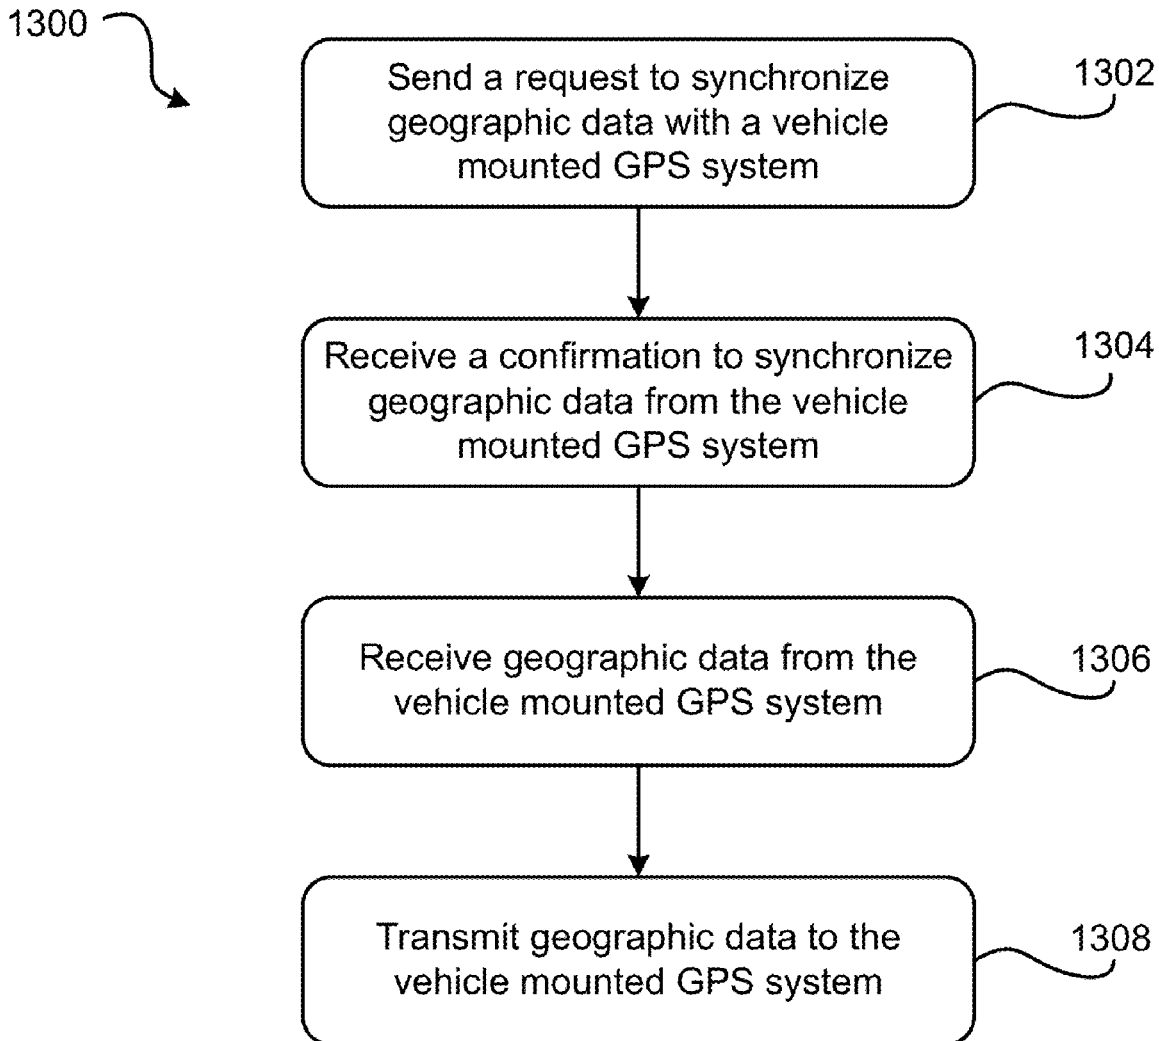 1300
Send a request to synchronize
geographic data with a vehicle
mounted GPS system
1302
Receive a confirmation to synchronize
geographic data from the vehicle
mounted GPS system
1304
Receive geographic data from the
vehicle mounted GPS system
1306
Transmit geographic data to the
vehicle mounted GPS system
1308